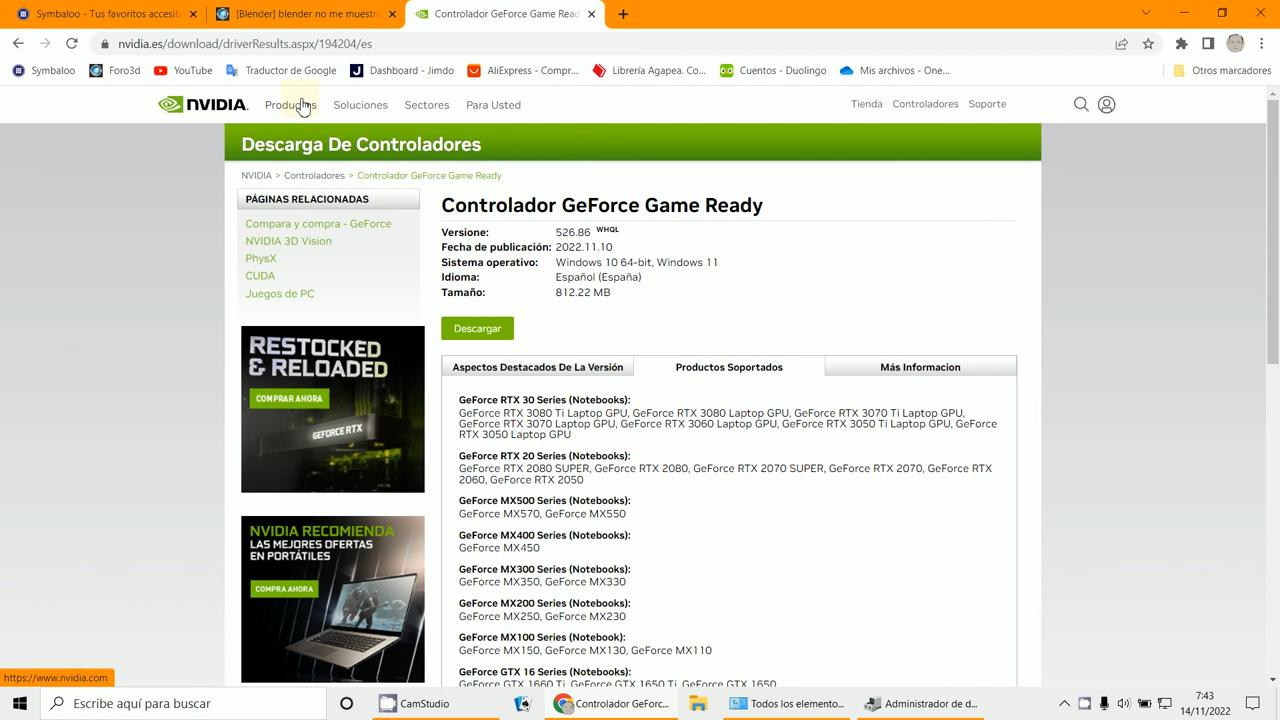 Symbaloo - Tus favoritos accesib
[Blender] blender no me muestra
Controlador GeForce Game Ready
nvidia.es/download/driverResults.aspx/194204/es
Symbaloo
Foro3d
YouTube
Traductor de Google
Dashboard - Jimdo
AliExpress - Compr...
Librería Agapea. Co...
Cuentos - Duolingo
Mis archivos - One...
Otros marcadores
NVIDIA.
Productos
Soluciones
Sectores
Para Usted
Tienda
Controladores
Soporte
Descarga De Controladores
NVIDIA > Controladores > Controlador GeForce Game Ready
PÁGINAS RELACIONADAS
Compara y compra - GeForce
NVIDIA 3D Vision
PhysX
CUDA
Juegos de PC
RESTOCKED
& RELOADED
COMPRAR AHORA
GEFORCE RTX
NVIDIA RECOMIENDA
LAS MEJORES OFERTAS
EN PORTÁTILES
COMPRA AHORA
Controlador GeForce Game Ready
Versione: 526.86 WHQL
Fecha de publicación: 2022.11.10
Sistema operativo: Windows 10 64-bit, Windows 11
Idioma: Español (España)
Tamaño: 812.22 MB
Descargar
Aspectos Destacados De La Versión
Productos Soportados
Más Informacion
GeForce RTX 30 Series (Notebooks):
GeForce RTX 3080 Ti Laptop GPU, GeForce RTX 3080 Laptop GPU, GeForce RTX 3070 Ti Laptop GPU,
GeForce RTX 3070 Laptop GPU, GeForce RTX 3060 Laptop GPU, GeForce RTX 3050 Ti Laptop GPU, GeForce
RTX 3050 Laptop GPU
GeForce RTX 20 Series (Notebooks):
GeForce RTX 2080 SUPER, GeForce RTX 2080, GeForce RTX 2070 SUPER, GeForce RTX 2070, GeForce RTX
2060, GeForce RTX 2050
GeForce MX500 Series (Notebooks):
GeForce MX570, GeForce MX550
GeForce MX400 Series (Notebooks):
GeForce MX450
GeForce MX300 Series (Notebooks):
GeForce MX350, GeForce MX330
GeForce MX200 Series (Notebooks):
GeForce MX250, GeForce MX230
GeForce MX100 Series (Notebook):
GeForce MX150, GeForce MX130, GeForce MX110
GeForce GTX 16 Series (Notebooks):
GeForce GTX 1660 Ti, GeForce GTX 1650 Ti, GeForce GTX 1650
https://www.nvidia.com
Escribe aquí para buscar
CamStudio
Controlador GeForc...
Todos los elemento...
Administrador de d...
7:43
14/11/2022